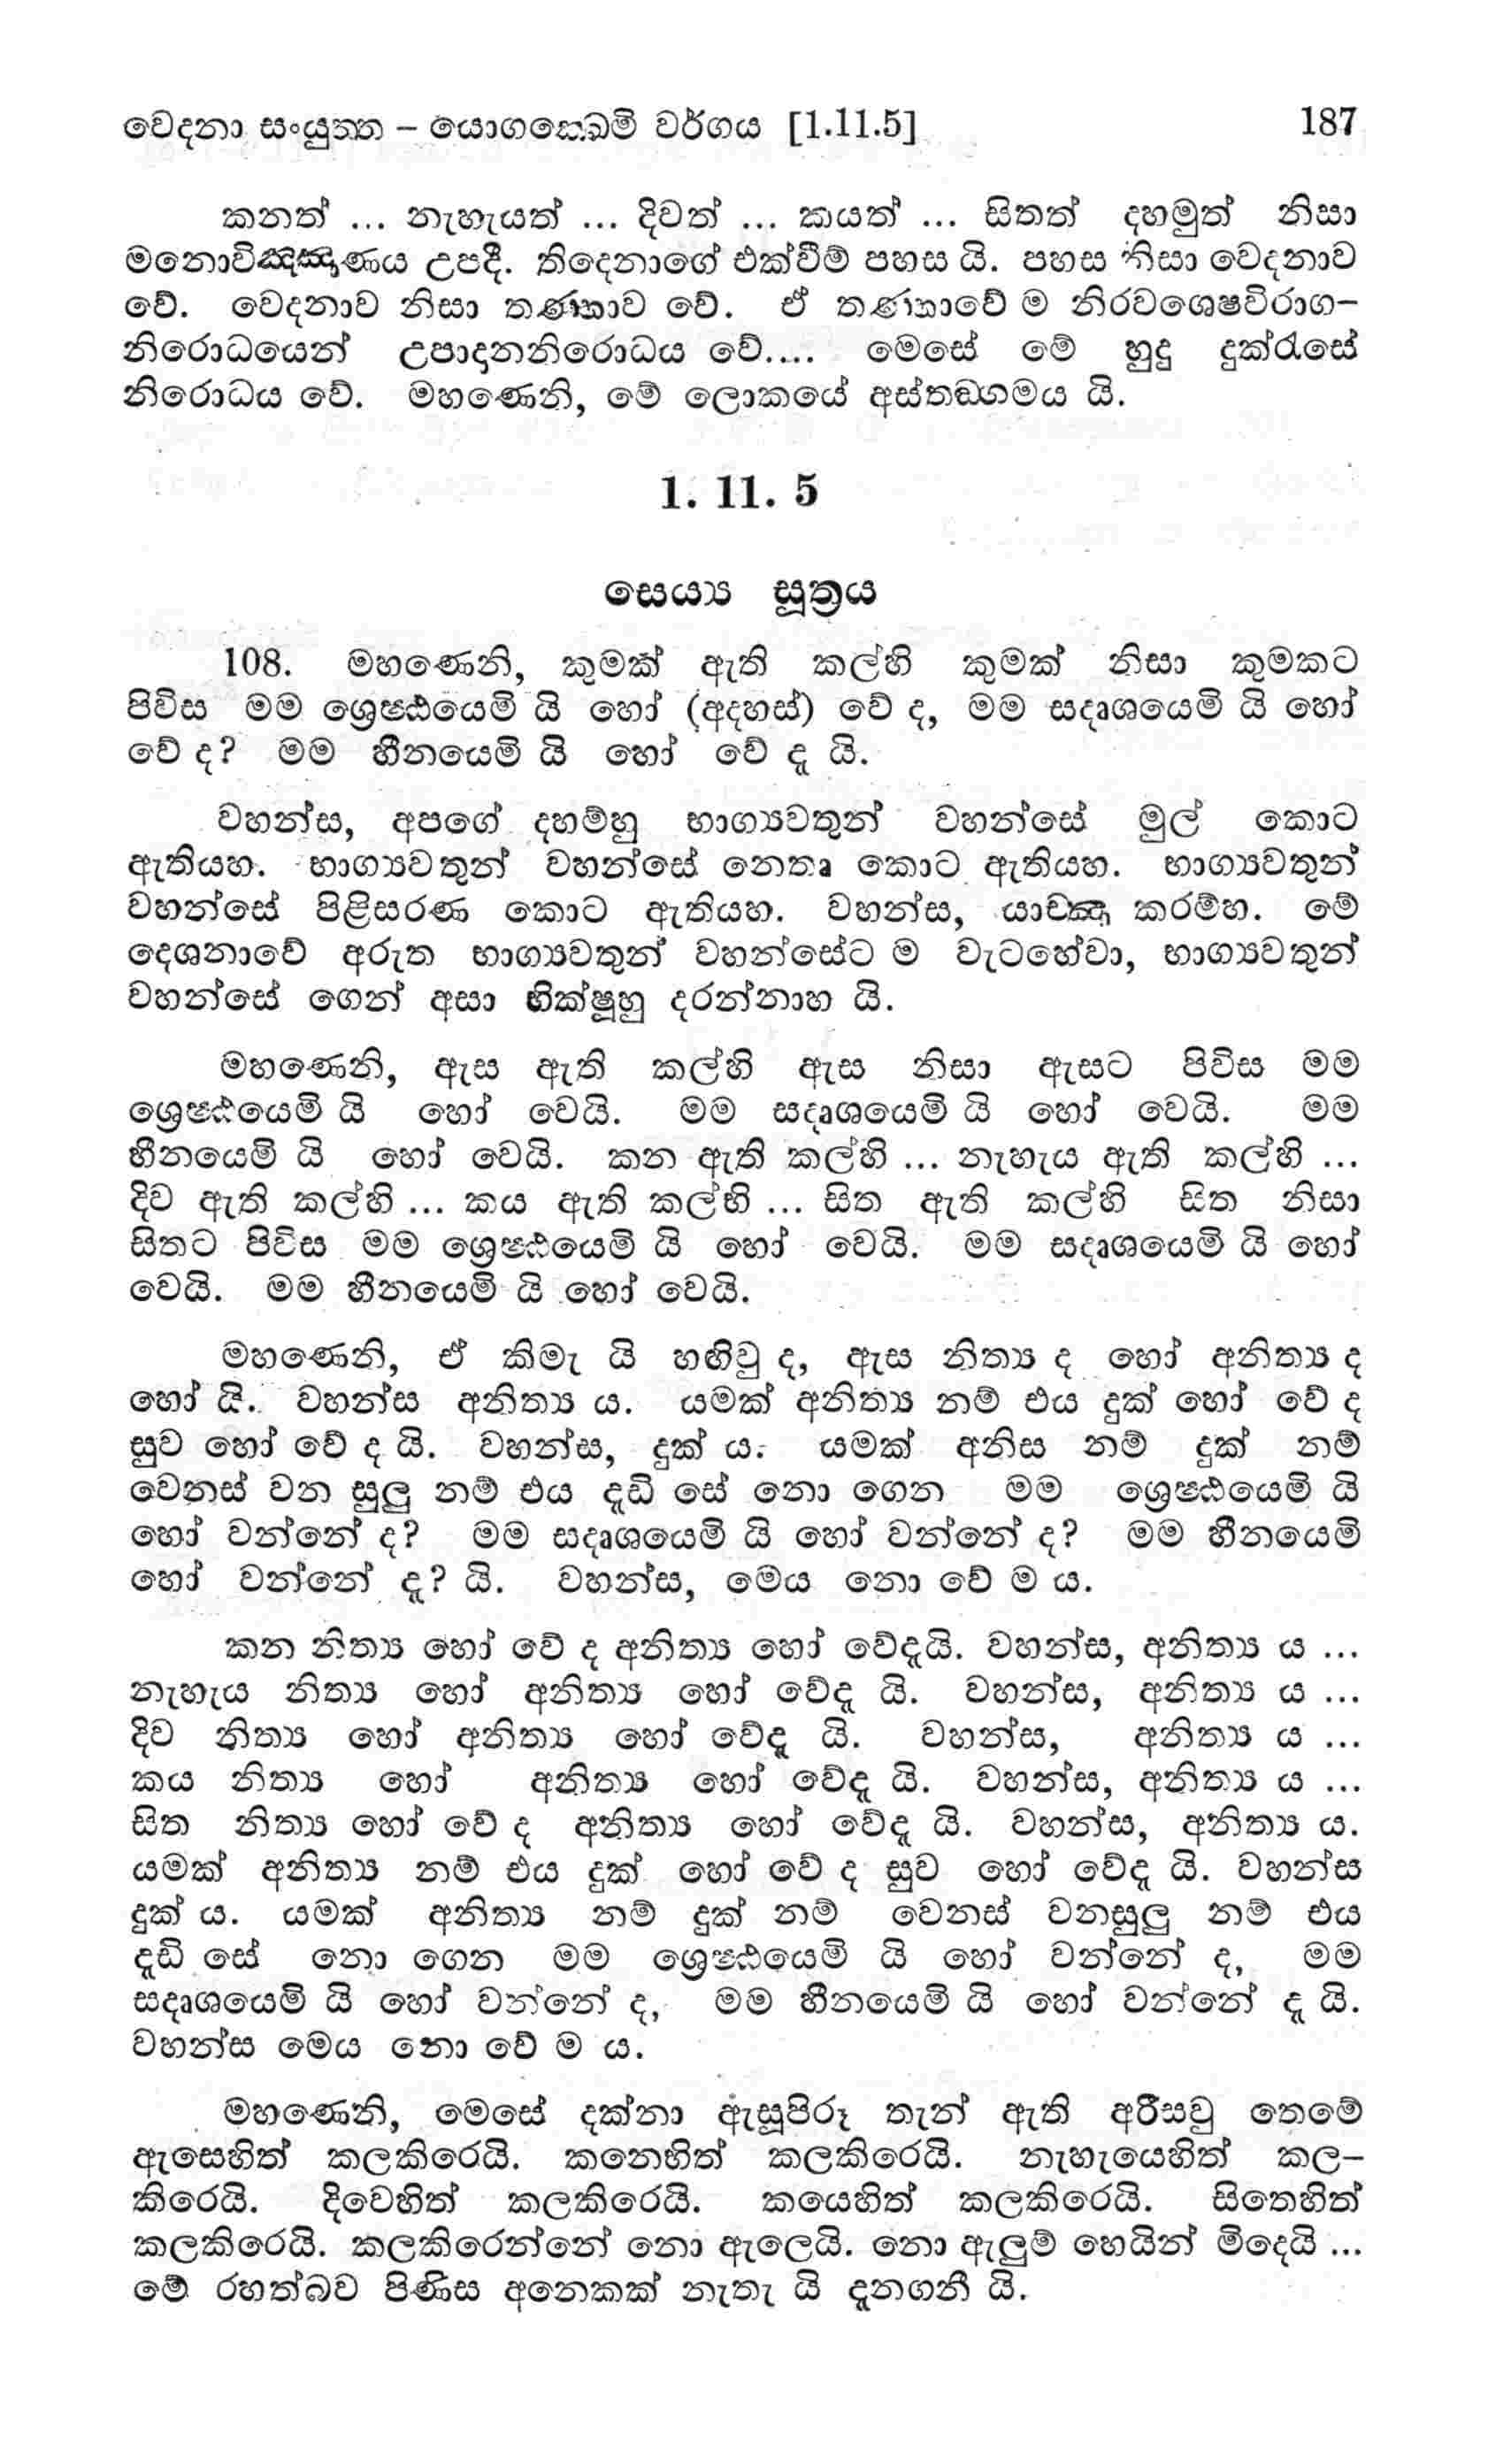 වෙදනා සංයුත්ත – යොගක්ඛෙමි වර්ගය [1.11.5] 187
කනත් ... නැහැයත් ... දිවත් ... කයත් ... සිතත් දහමුත් නිසා
මනොවිඤ්ඤාණය උපදී. තිදෙනාගේ එක්වීම් පහස යි. පහස නිසා වෙදනාව
වේ. වෙදනාව නිසා තණ්හාව වේ. ඒ තණ්හාවේ ම නිරවශෙෂවිරාග–
නිරොධයෙන් උපාදානනිරොධය වේ.... මෙසේ මේ හුදු දුක්රැසේ
නිරොධය වේ. මහණෙනි, මේ ලොකයේ අස්තඞ්ගමය යි.
1. 11. 5
සෙය්‍ය සූත්‍රය
108. මහණෙනි, කුමක් ඇති කල්හි කුමක් නිසා කුමකට
පිවිස මම ශ්‍රෙෂ්ඨයෙමි යි හෝ (අදහස්) වේ ද, මම සදෘශයෙමි යි හෝ
වේ ද? මම හීනයෙමි යි හෝ වේ දැ යි.
වහන්ස, අපගේ දහම්හු භාග්‍යවතුන් වහන්සේ මුල් කොට
ඇතියහ. භාග්‍යවතුන් වහන්සේ නෙතෘ කොට ඇතියහ. භාග්‍යවතුන්
වහන්සේ පිළිසරණ කොට ඇතියහ. වහන්ස, යාච්ඤා කරම්හ. මේ
දෙශනාවේ අරුත භාග්‍යවතුන් වහන්සේට ම වැටහේවා, භාග්‍යවතුන්
වහන්සේ ගෙන් අසා භික්ෂූහු දරන්නාහ යි.
මහණෙනි, ඇස ඇති කල්හි ඇස නිසා ඇසට පිවිස මම
ශ්‍රෙෂ්ඨයෙමි යි හෝ වෙයි. මම සදෘශයෙමි යි හෝ වෙයි. මම
හීනයෙමි යි හෝ වෙයි. කන ඇති කල්හි ... නැහැය ඇති කල්හි ...
දිව ඇති කල්හි ... කය ඇති කල්හි ... සිත ඇති කල්හි සිත නිසා
සිතට පිවිස මම ශ්‍රෙෂ්ඨයෙමි යි හෝ වෙයි. මම සදෘශයෙමි යි හෝ
වෙයි. මම හීනයෙමි යි හෝ වෙයි.
මහණෙනි, ඒ කිමැ යි හඟිවු ද, ඇස නිත්‍ය ද හෝ අනිත්‍ය ද
හෝ යි. වහන්ස අනිත්‍ය ය. යමක් අනිත්‍ය නම් එය දුක් හෝ වේ ද
සුව හෝ වේ ද යි. වහන්ස, දුක් ය. යමක් අනිස නම් දුක් නම්
වෙනස් වන සුලු නම් එය දැඩි සේ නො ගෙන මම ශ්‍රෙෂ්ඨයෙමි යි
හෝ වන්නේ ද? මම සදෘශයෙමි යි හෝ වන්නේ ද? මම හීනයෙමි
හෝ වන්නේ දැ? යි. වහන්ස, මෙය නො වේ ම ය.
කන නිත්‍ය හෝ වේ ද අනිත්‍ය හෝ වේදැයි. වහන්ස, අනිත්‍ය ය ...
නැහැය නිත්‍ය හෝ අනිත්‍ය හෝ වේදැ යි. වහන්ස, අනිත්‍ය ය ...
දිව නිත්‍ය හෝ අනිත්‍ය හෝ වේදැ යි. වහන්ස, අනිත්‍ය ය ...
කය නිත්‍ය හෝ අනිත්‍ය හෝ වේදැ යි. වහන්ස, අනිත්‍ය ය ...
සිත නිත්‍ය හෝ වේ ද අනිත්‍ය හෝ වේදැ යි. වහන්ස, අනිත්‍ය ය.
යමක් අනිත්‍ය නම් එය දුක් හෝ වේ ද සුව හෝ වේදැ යි. වහන්ස
දුක් ය. යමක් අනිත්‍ය නම් දුක් නම් වෙනස් වනසුලු නම් එය
දැඩි සේ නො ගෙන මම ශ්‍රෙෂ්ඨයෙමි යි හෝ වන්නේ ද, මම
සදෘශයෙමි යි හෝ වන්නේ ද, මම හීනයෙමි යි හෝ වන්නේ දැ යි.
වහන්ස මෙය නො වේ ම ය.
මහණෙනි, මෙසේ දක්නා ඇසූපිරූ තැන් ඇති අරිසවු තෙමේ
ඇසෙහිත් කලකිරෙයි. කනෙහිත් කලකිරෙයි. නැහැයෙහිත් කල–
කිරෙයි. දිවෙහිත් කලකිරෙයි. කයෙහිත් කලකිරෙයි. සිතෙහිත්
කලකිරෙයි. කලකිරෙන්නේ නො ඇලෙයි. නො ඇලුම් හෙයින් මිදෙයි ...
මේ රහත්බව පිණිස අනෙකක් නැතැ යි දැනගනී යි.